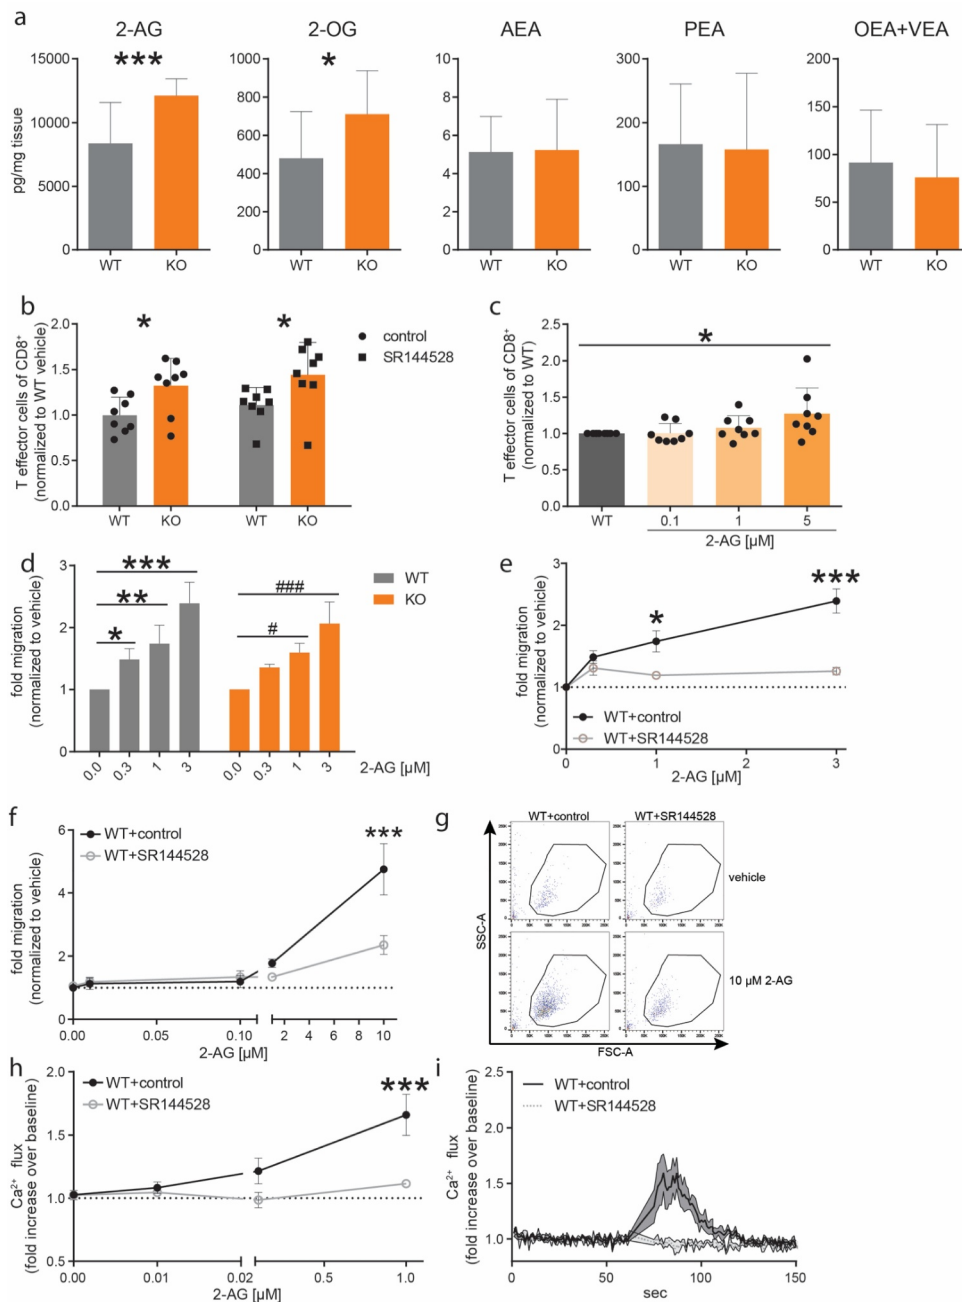 a
2-AG
2-OG
AEA
PEA
OEA+VEA
pg/mg tissue
15000
10000
5000
0
***
WT
KO
1000
800
600
400
200
0
*
WT
KO
10
8
6
4
2
0
WT
KO
300
200
100
0
WT
KO
200
150
100
50
0
WT
KO
b
T effector cells of CD8⁺
(normalized to WT vehicle)
2.0
1.5
1.0
0.5
0.0
*
*
WT
KO
WT
KO
control
SR144528
c
T effector cells of CD8⁺
(normalized to WT)
2.5
2.0
1.5
1.0
0.5
0.0
*
WT
0.1
1
5
2-AG [µM]
d
fold migration
(normalized to vehicle)
3
2
1
0
***
**
*
###
#
WT
KO
0.0
0.3
1
3
0.0
0.3
1
3
2-AG [µM]
e
fold migration
(normalized to vehicle)
3
2
1
0
*
***
WT+control
WT+SR144528
0
1
2
3
2-AG [µM]
f
fold migration
(normalized to vehicle)
6
4
2
0
WT+control
WT+SR144528
***
0.00
0.05
0.10
2
4
6
8
10
2-AG [µM]
g
WT+control
WT+SR144528
vehicle
10 µM 2-AG
SSC-A
FSC-A
h
Ca²⁺ flux
(fold increase over baseline)
2.0
1.5
1.0
0.5
WT+control
WT+SR144528
***
0.00
0.01
0.02
0.5
1.0
2-AG [µM]
i
Ca²⁺ flux
(fold increase over baseline)
2.5
2.0
1.5
1.0
WT+control
WT+SR144528
0
50
100
150
sec